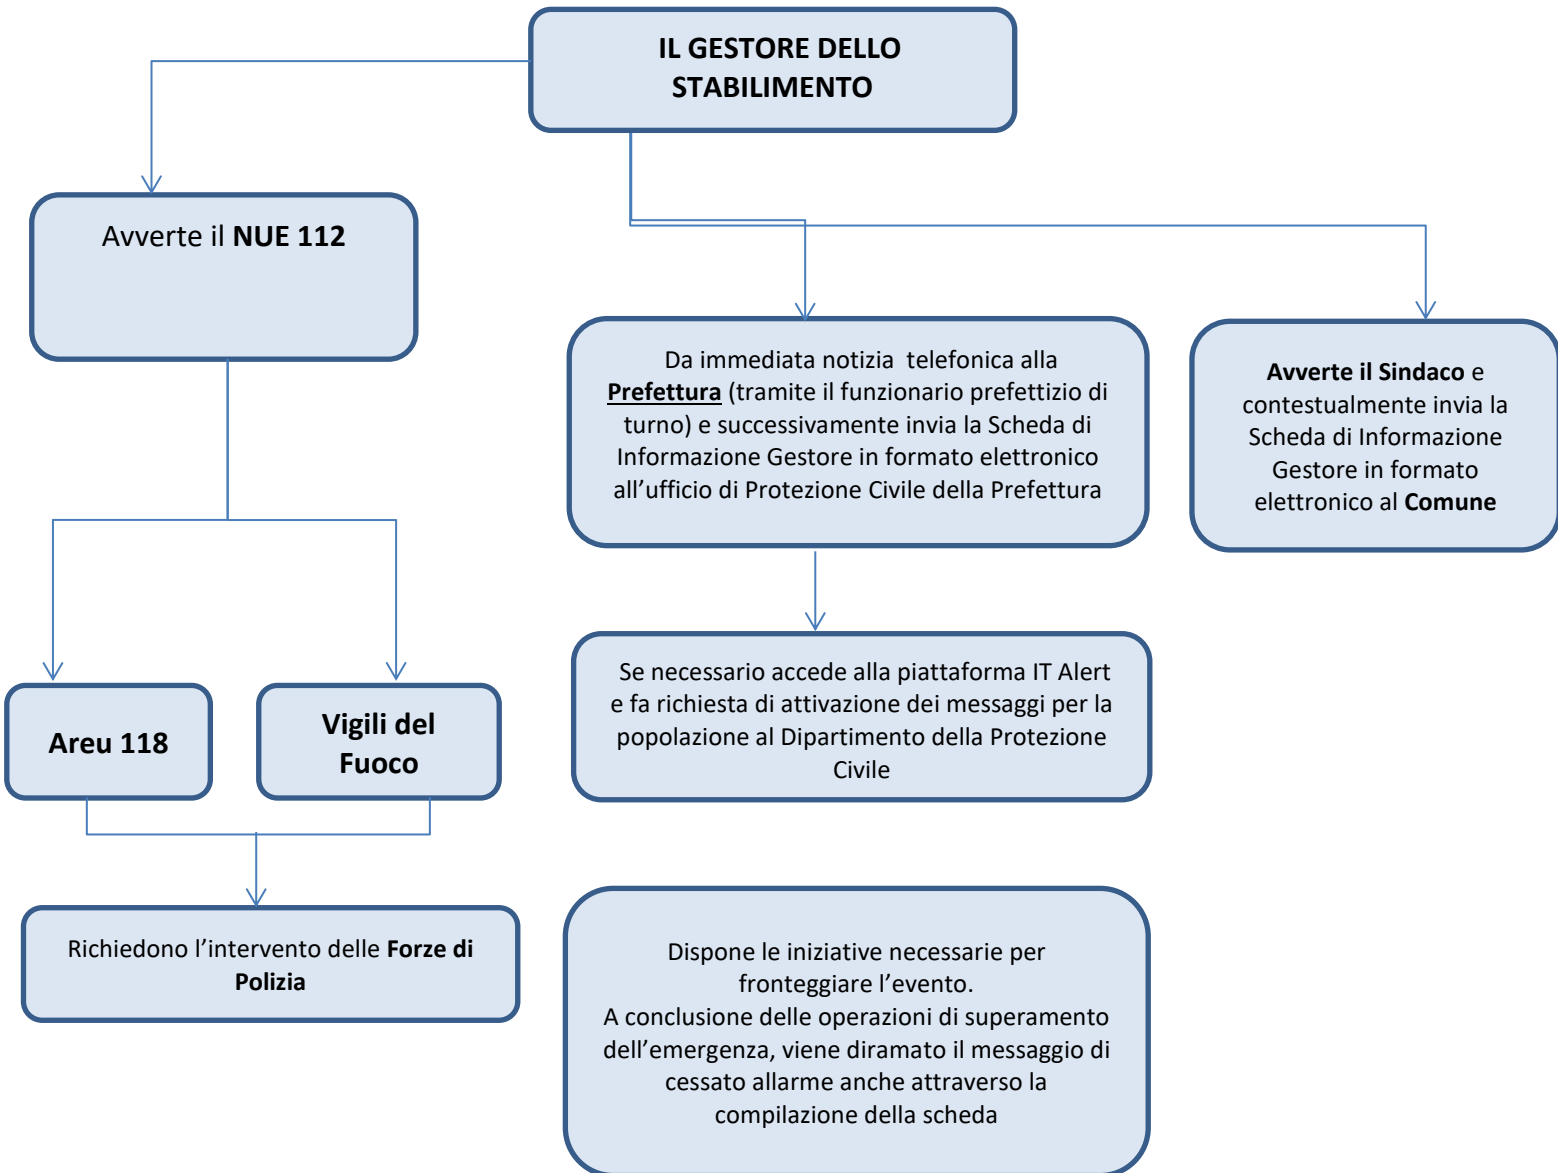 IL GESTORE DELLO
STABILIMENTO
Avverte il NUE 112
Da immediata notizia telefonica alla
Prefettura (tramite il funzionario prefettizio di
turno) e successivamente invia la Scheda di
Informazione Gestore in formato elettronico
all’ufficio di Protezione Civile della Prefettura
Avverte il Sindaco e
contestualmente invia la
Scheda di Informazione
Gestore in formato
elettronico al Comune
Se necessario accede alla piattaforma IT Alert
e fa richiesta di attivazione dei messaggi per la
popolazione al Dipartimento della Protezione
Civile
Areu 118
Vigili del
Fuoco
Richiedono l’intervento delle Forze di
Polizia
Dispone le iniziative necessarie per
fronteggiare l’evento.
A conclusione delle operazioni di superamento
dell’emergenza, viene diramato il messaggio di
cessato allarme anche attraverso la
compilazione della scheda